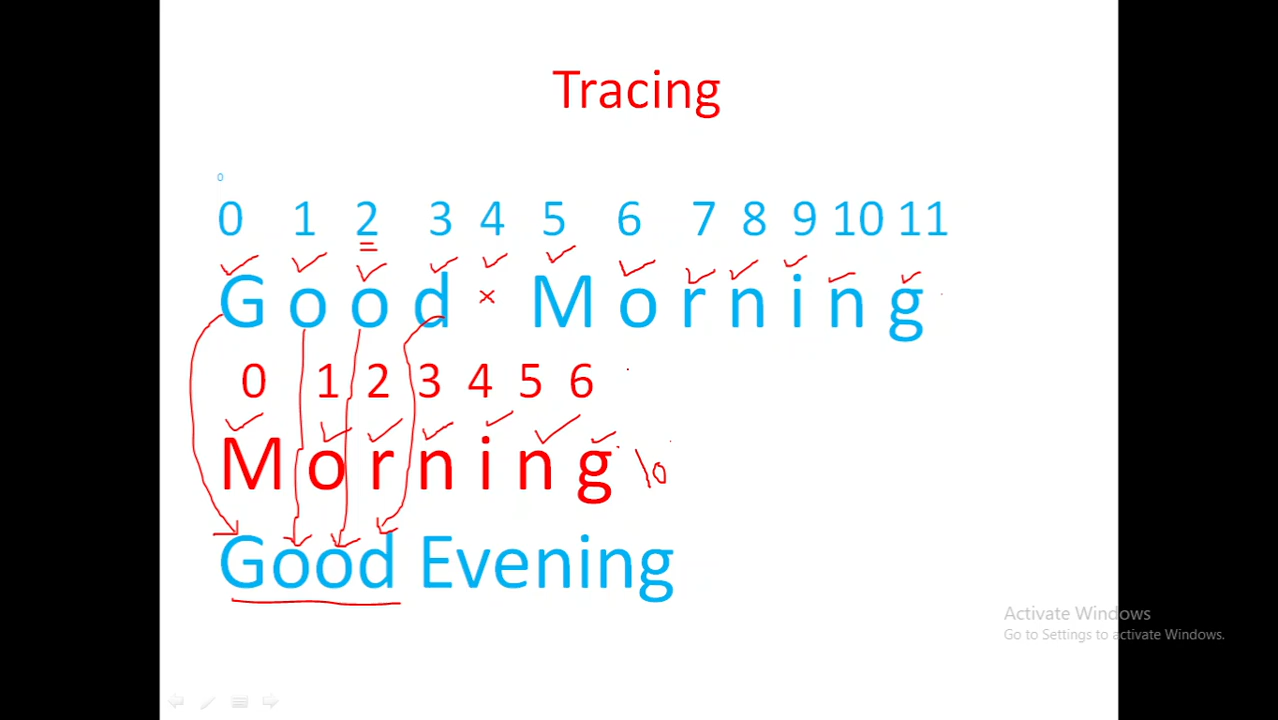 Tracing
0
0 1 2 3 4 5 6 7 8 9 10 11
Good × Morning
0 1 2 3 4 5 6
Morning \0
Good Evening
Activate Windows
Go to Settings to activate Windows.